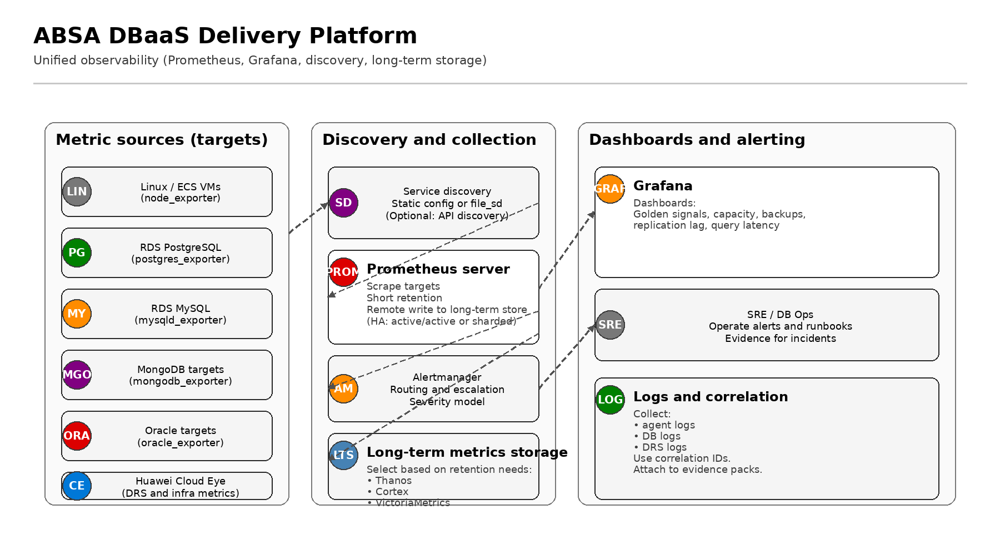 ABSA DBaaS Delivery Platform
Unified observability (Prometheus, Grafana, discovery, long-term storage)
Metric sources (targets)
LIN
Linux / ECS VMs
(node_exporter)
PG
RDS PostgreSQL
(postgres_exporter)
MY
RDS MySQL
(mysqld_exporter)
MGO
MongoDB targets
(mongodb_exporter)
ORA
Oracle targets
(oracle_exporter)
CE
Huawei Cloud Eye
(DRS and infra metrics)
Discovery and collection
SD
Service discovery
Static config or file_sd
(Optional: API discovery)
PROM
Prometheus server
Scrape targets
Short retention
Remote write to long-term store
(HA: active/active or sharded)
AM
Alertmanager
Routing and escalation
Severity model
LTS
Long-term metrics storage
Select based on retention needs:
• Thanos
• Cortex
• VictoriaMetrics
Dashboards and alerting
GRAF
Grafana
Dashboards:
Golden signals, capacity, backups,
replication lag, query latency
SRE
SRE / DB Ops
Operate alerts and runbooks
Evidence for incidents
LOG
Logs and correlation
Collect:
• agent logs
• DB logs
• DRS logs
Use correlation IDs.
Attach to evidence packs.